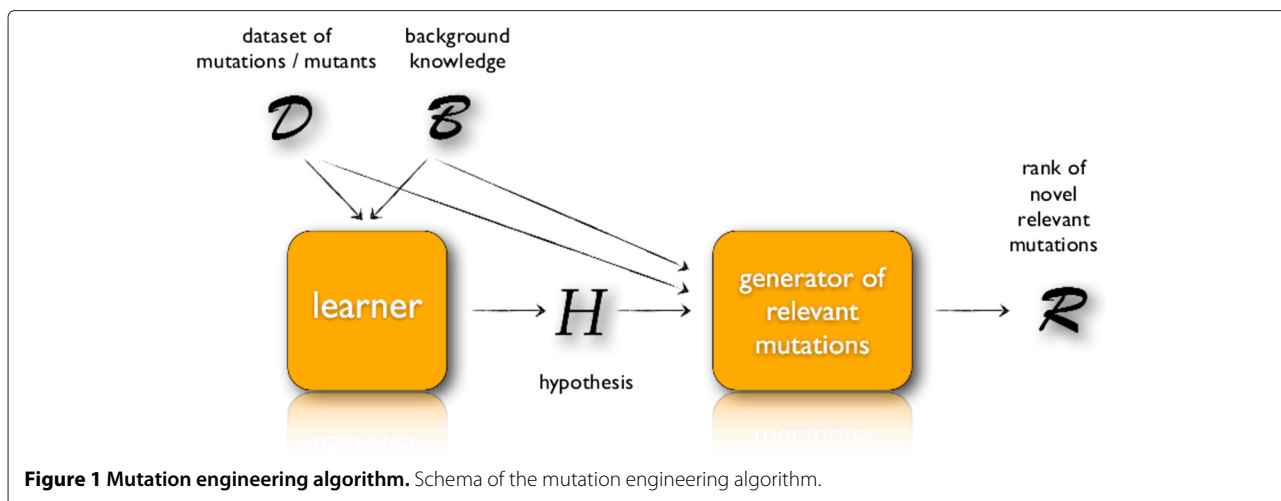 dataset of
mutations / mutants
background
knowledge
D
B
rank of
novel
relevant
mutations
learner
H
hypothesis
generator of
relevant
mutations
R
Figure 1 Mutation engineering algorithm. Schema of the mutation engineering algorithm.